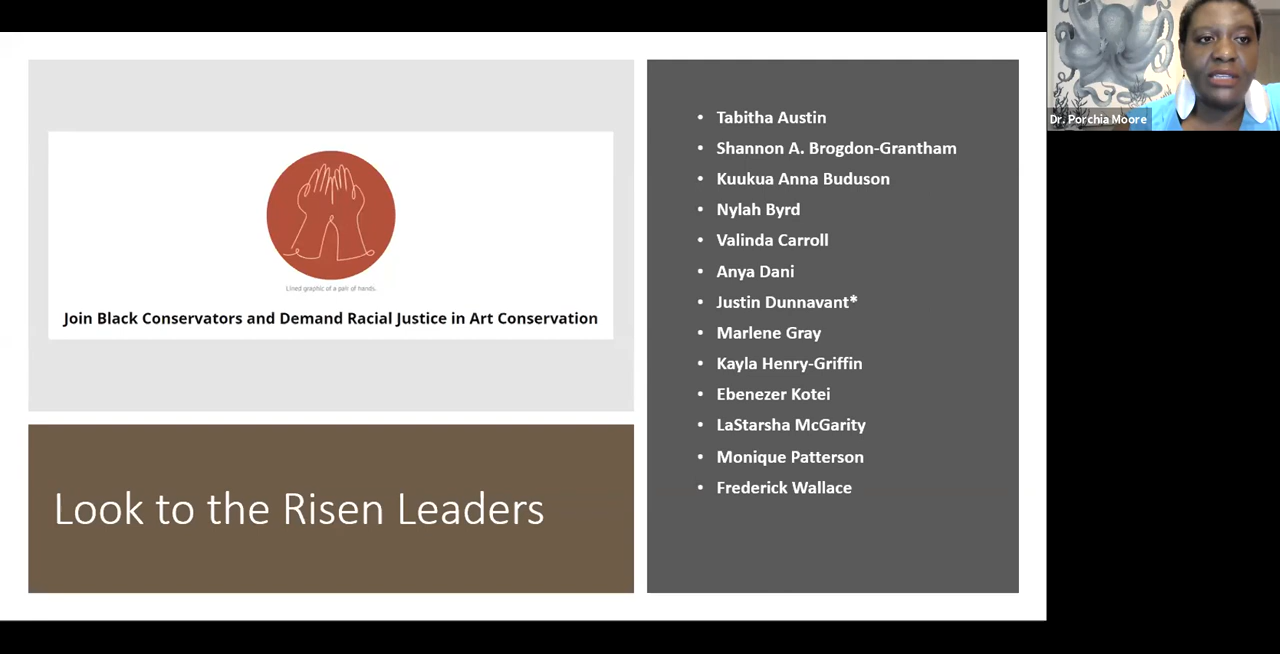 Lined graphic of a pair of hands.
Join Black Conservators and Demand Racial Justice in Art Conservation
Look to the Risen Leaders
• Tabitha Austin
• Shannon A. Brogdon-Grantham
• Kuukua Anna Buduson
• Nylah Byrd
• Valinda Carroll
• Anya Dani
• Justin Dunnavant*
• Marlene Gray
• Kayla Henry-Griffin
• Ebenezer Kotei
• LaStarsha McGarity
• Monique Patterson
• Frederick Wallace
Dr. Porchia Moore